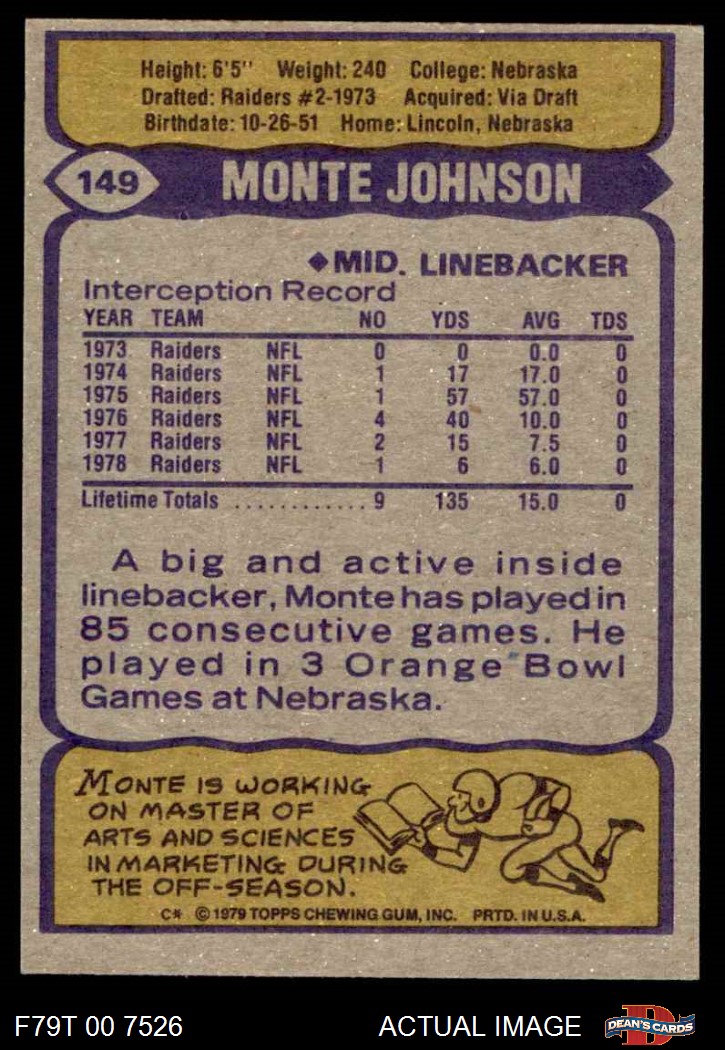 Height: 6'5" Weight: 240 College: Nebraska
Drafted: Raiders #2-1973 Acquired: Via Draft
Birthdate: 10-26-51 Home: Lincoln, Nebraska
149 MONTE JOHNSON
◆MID. LINEBACKER
Interception Record
YEAR TEAM NO YDS AVG TDS
1973 Raiders NFL 0 0 0.0 0
1974 Raiders NFL 1 17 17.0 0
1975 Raiders NFL 1 57 57.0 0
1976 Raiders NFL 4 40 10.0 0
1977 Raiders NFL 2 15 7.5 0
1978 Raiders NFL 1 6 6.0 0
Lifetime Totals ............ 9 135 15.0 0
A big and active inside
linebacker, Monte has played in
85 consecutive games. He
played in 3 Orange Bowl
Games at Nebraska.
MONTE IS WORKING
ON MASTER OF
ARTS AND SCIENCES
IN MARKETING DURING
THE OFF-SEASON.
C* ©1979 TOPPS CHEWING GUM, INC. PRTD. IN U.S.A.
F79T 00 7526 ACTUAL IMAGE D DEAN'S CARDS